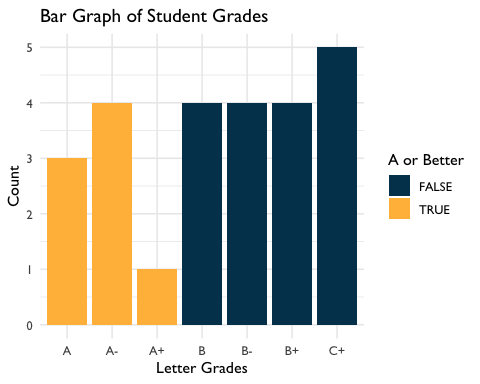 Bar Graph of Student Grades
5
4
3
2
1
0
Count
A A- A+ B B- B+ C+
Letter Grades
A or Better
FALSE
TRUE